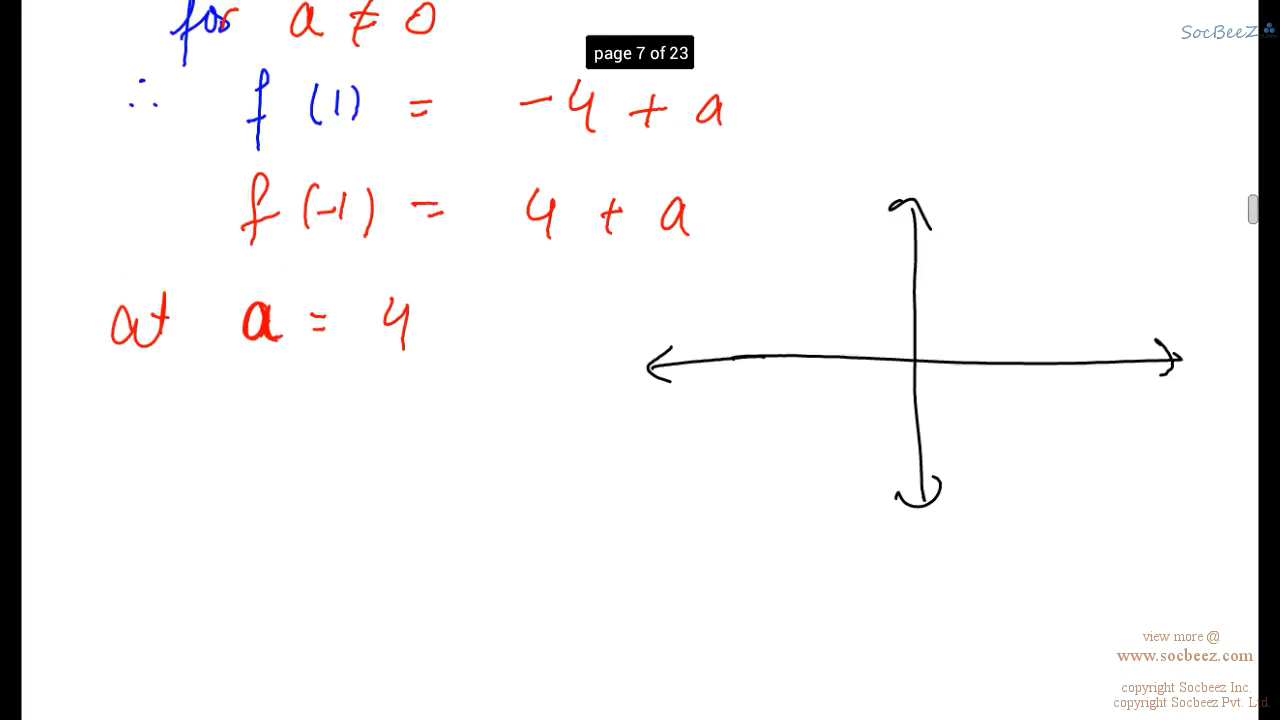 for a ≠ 0
SocBeeZ.com
page 7 of 23
∴ f (1) = -4 + a
f (-1) = 4 + a
at a = 4
view more @
www.socbeez.com
copyright Socbeez Inc.
copyright Socbeez Pvt. Ltd.